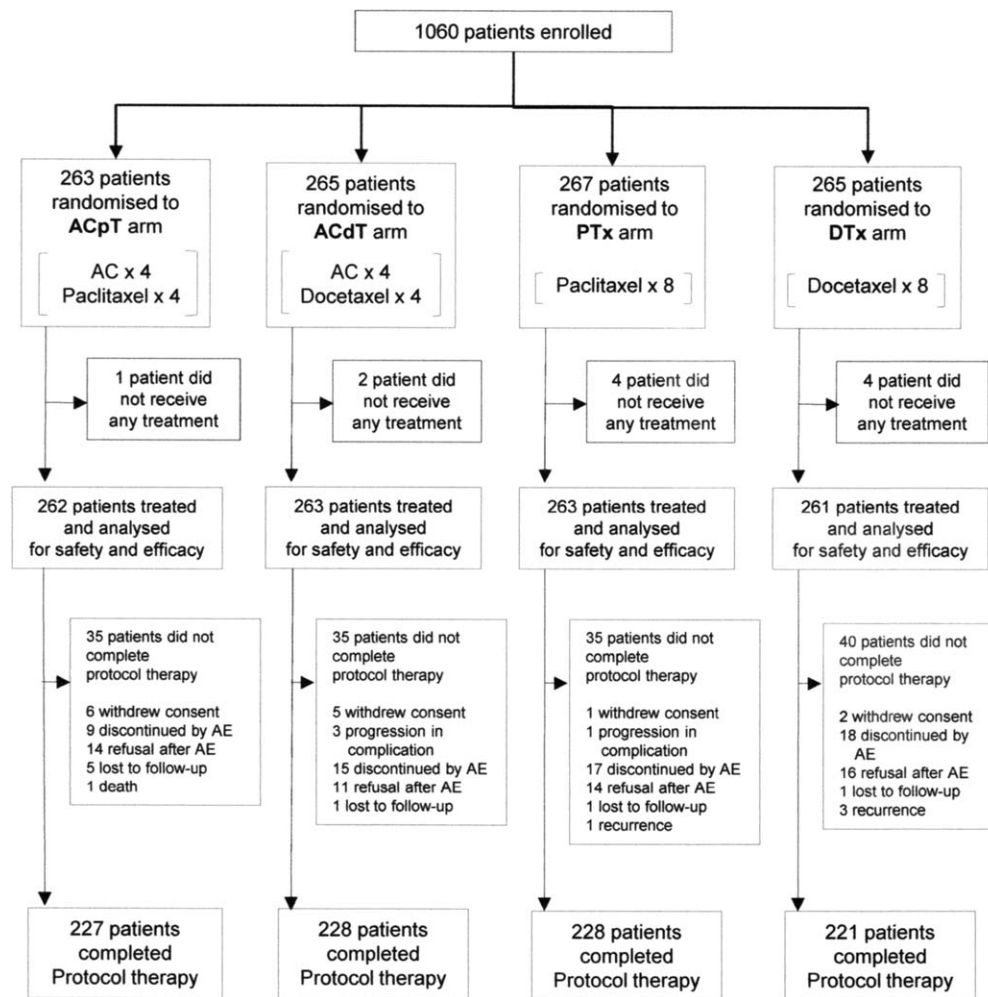 1060 patients enrolled
263 patients
randomised to
ACpT arm
AC x 4
Paclitaxel x 4
265 patients
randomised to
ACdT arm
AC x 4
Docetaxel x 4
267 patients
randomised to
PTx arm
Paclitaxel x 8
265 patients
randomised to
DTx arm
Docetaxel x 8
1 patient did
not receive
any treatment
2 patient did
not receive
any treatment
4 patient did
not receive
any treatment
4 patient did
not receive
any treatment
262 patients treated
and analysed
for safety and efficacy
263 patients treated
and analysed
for safety and efficacy
263 patients treated
and analysed
for safety and efficacy
261 patients treated
and analysed
for safety and efficacy
35 patients did not
complete
protocol therapy
6 withdrew consent
9 discontinued by AE
14 refusal after AE
5 lost to follow-up
1 death
35 patients did not
complete
protocol therapy
5 withdrew consent
3 progression in
complication
15 discontinued by AE
11 refusal after AE
1 lost to follow-up
35 patients did not
complete
protocol therapy
1 withdrew consent
1 progression in
complication
17 discontinued by AE
14 refusal after AE
1 lost to follow-up
1 recurrence
40 patients did not
complete
protocol therapy
2 withdrew consent
18 discontinued by
AE
16 refusal after AE
1 lost to follow-up
3 recurrence
227 patients
completed
Protocol therapy
228 patients
completed
Protocol therapy
228 patients
completed
Protocol therapy
221 patients
completed
Protocol therapy